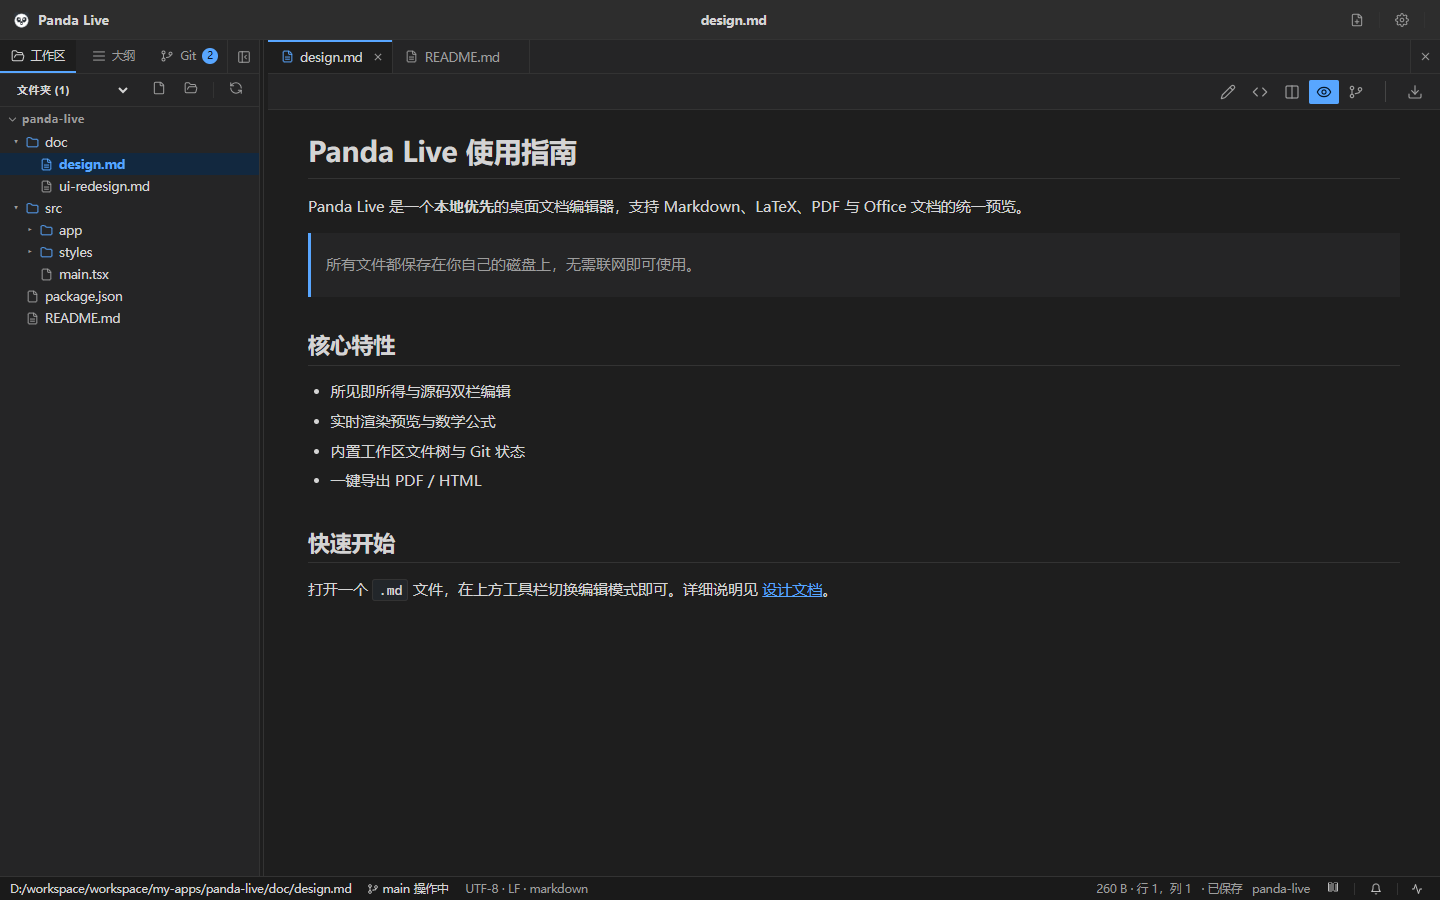 Panda Live
design.md
工作区
大纲
Git 2
design.md
README.md
文件夹 (1)
panda-live
doc
design.md
ui-redesign.md
src
app
styles
main.tsx
package.json
README.md
Panda Live 使用指南
Panda Live 是一个本地优先的桌面文档编辑器，支持 Markdown、LaTeX、PDF 与 Office 文档的统一预览。
所有文件都保存在你自己的磁盘上，无需联网即可使用。
核心特性
• 所见即所得与源码双栏编辑
• 实时渲染预览与数学公式
• 内置工作区文件树与 Git 状态
• 一键导出 PDF / HTML
快速开始
打开一个 .md 文件，在上方工具栏切换编辑模式即可。详细说明见 设计文档。
D:/workspace/workspace/my-apps/panda-live/doc/design.md main 操作中 UTF-8 · LF · markdown 260 B · 行 1，列 1 · 已保存 panda-live